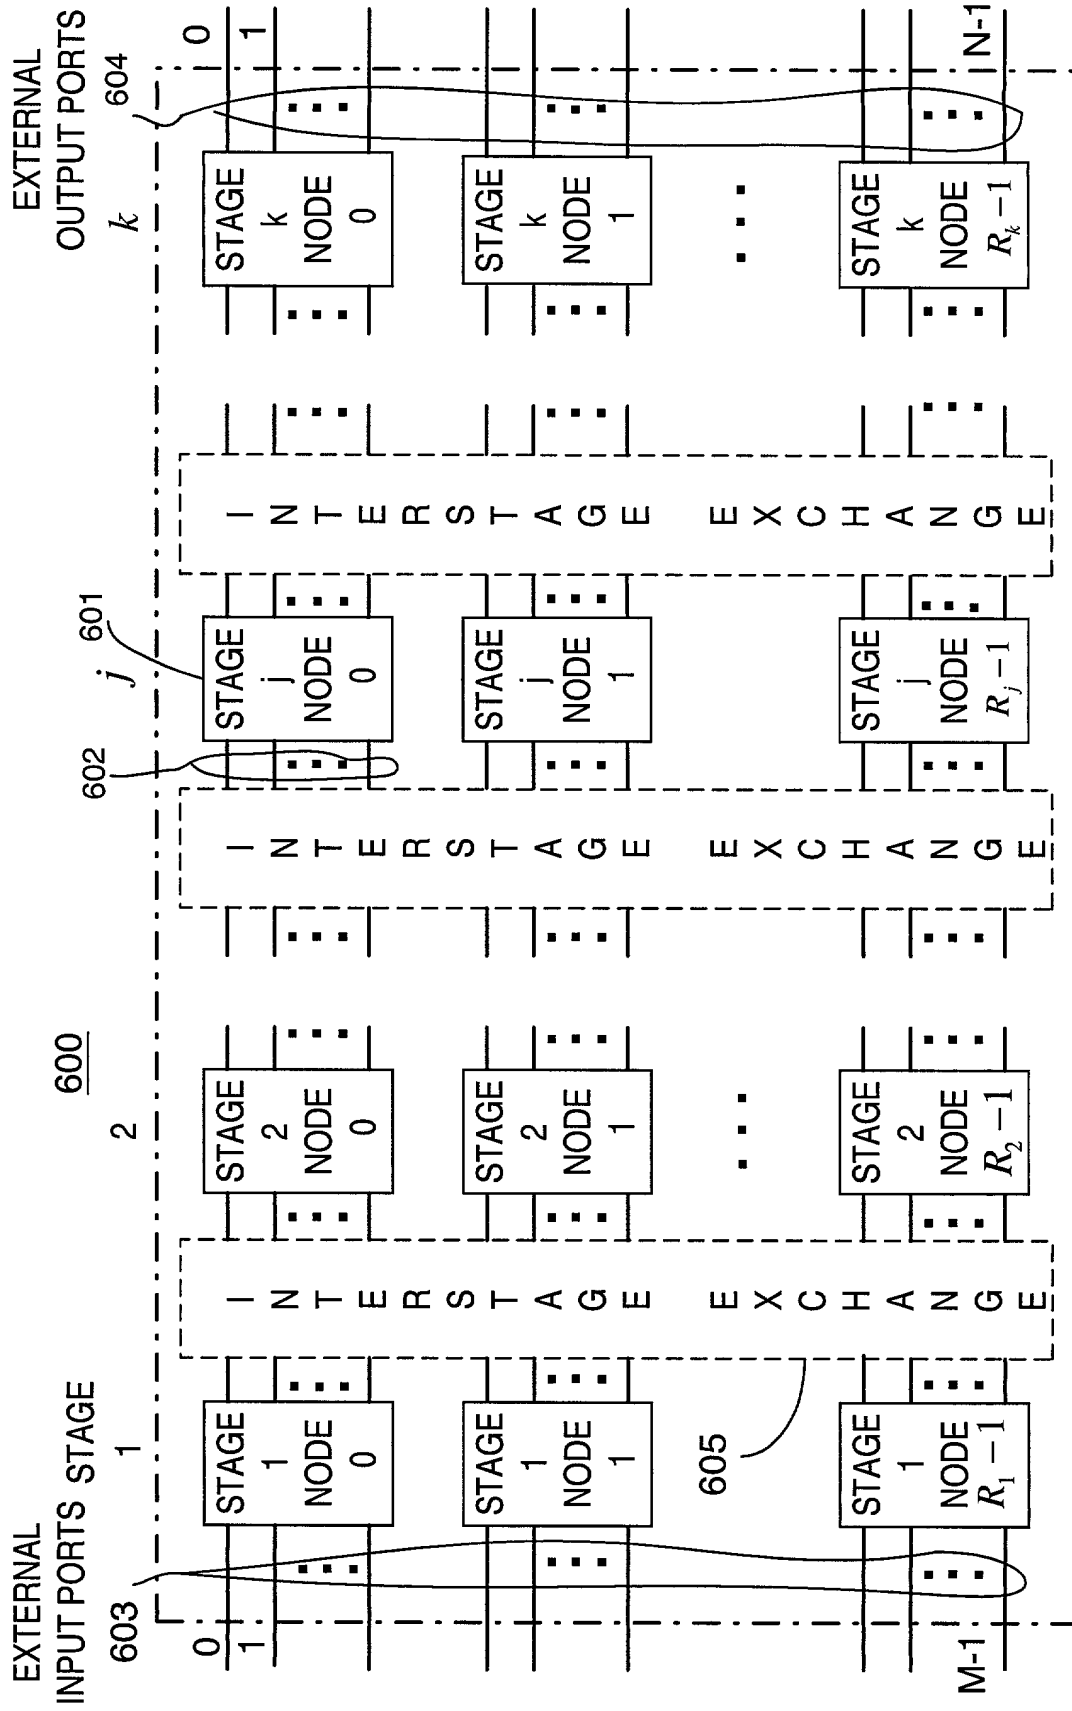 600
EXTERNAL
INPUT PORTS
STAGE
1
2
j
k
EXTERNAL
OUTPUT PORTS
603
602
601
604
605
0
1
M-1
0
1
N-1
STAGE
1
NODE
0
STAGE
1
NODE
1
STAGE
1
NODE
R₁ – 1
INTERSTAGE EXCHANGE
STAGE
2
NODE
0
STAGE
2
NODE
1
STAGE
2
NODE
R₂ – 1
INTERSTAGE EXCHANGE
STAGE
j
NODE
0
STAGE
j
NODE
1
STAGE
j
NODE
Rⱼ – 1
INTERSTAGE EXCHANGE
STAGE
k
NODE
0
STAGE
k
NODE
1
STAGE
k
NODE
Rₖ – 1